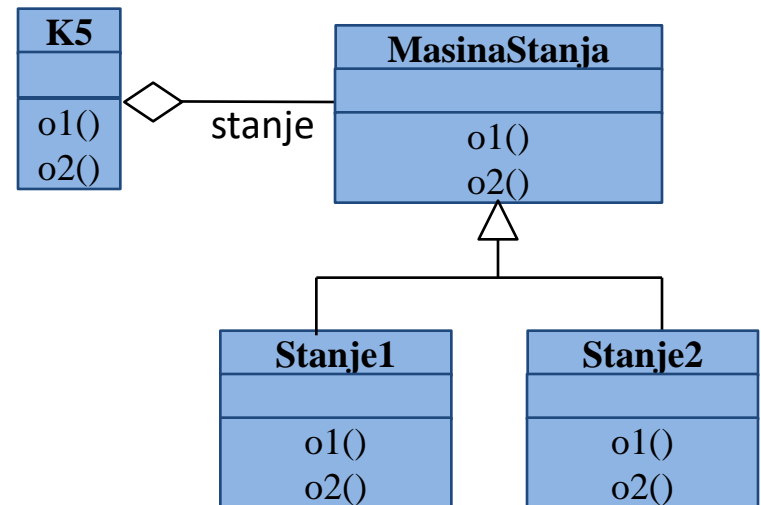 K5
o1()
o2()
stanje
MasinaStanja
o1()
o2()
Stanje1
o1()
o2()
Stanje2
o1()
o2()